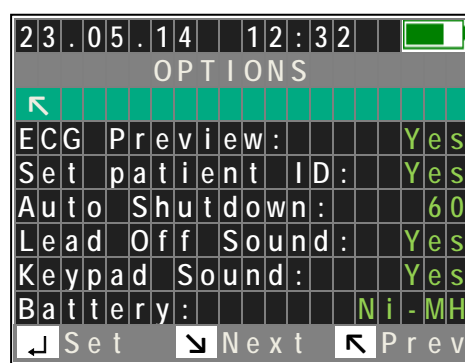 23.05.14 12:32
OPTIONS
↖
ECG Preview: Yes
Set patient ID: Yes
Auto Shutdown: 60
Lead Off Sound: Yes
Keypad Sound: Yes
Battery: Ni-MH
↵ Set ↘ Next ↖ Prev